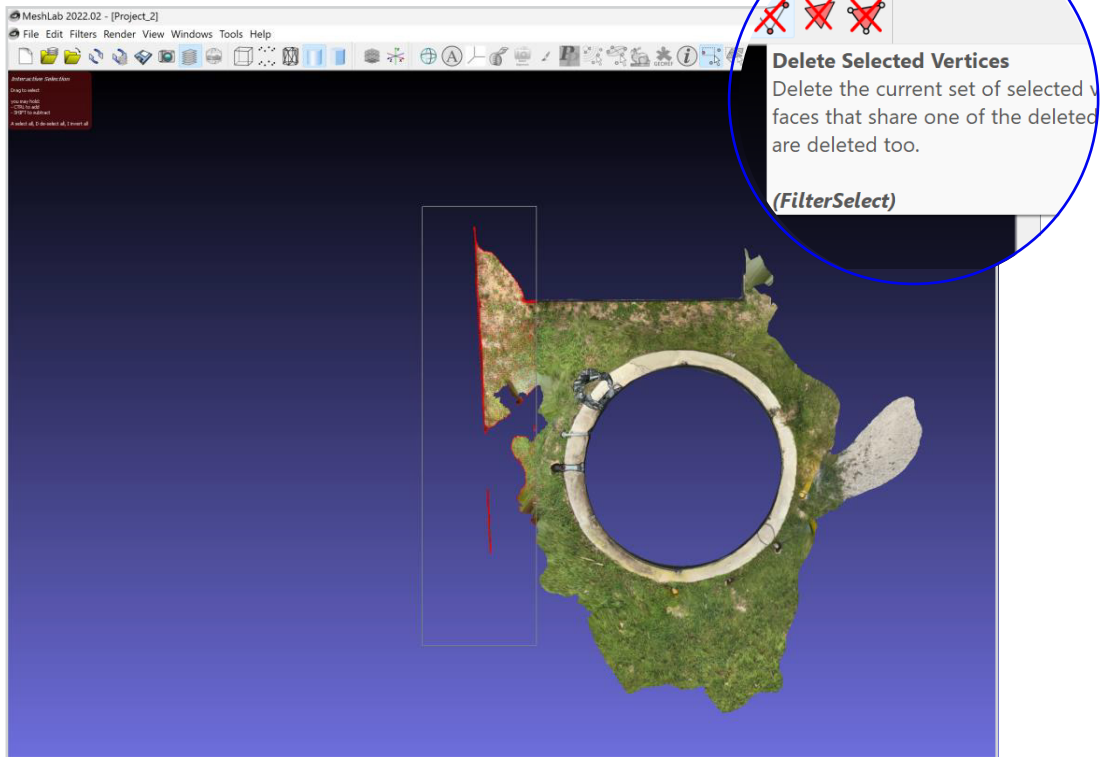 MeshLab 2022.02 - [Project_2]
File Edit Filters Render View Windows Tools Help
Interactive Selection
Drag to select
you may hold:
- CTRL to add
- SHIFT to subtract
A select all, D de-select all, I invert all
Delete Selected Vertices
Delete the current set of selected v
faces that share one of the deleted
are deleted too.
(FilterSelect)